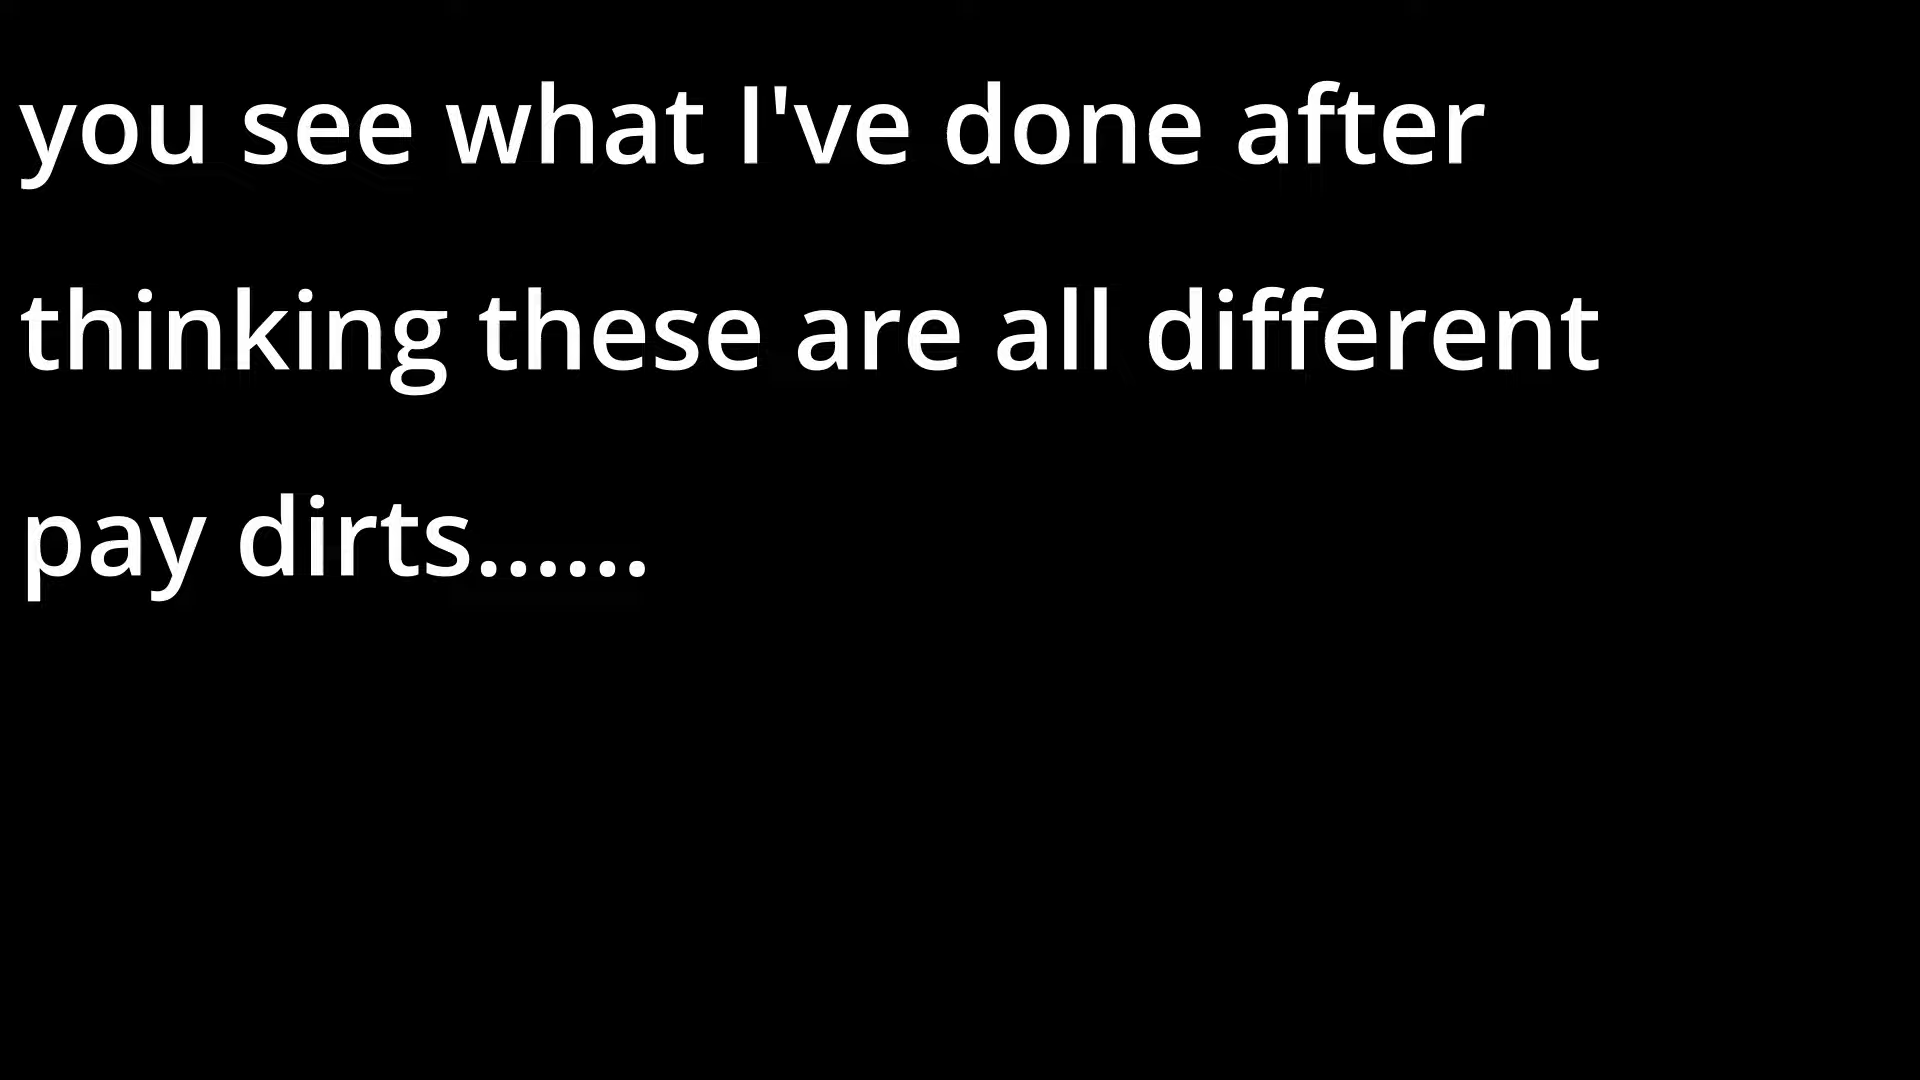 you see what I've done after
thinking these are all different
pay dirts......